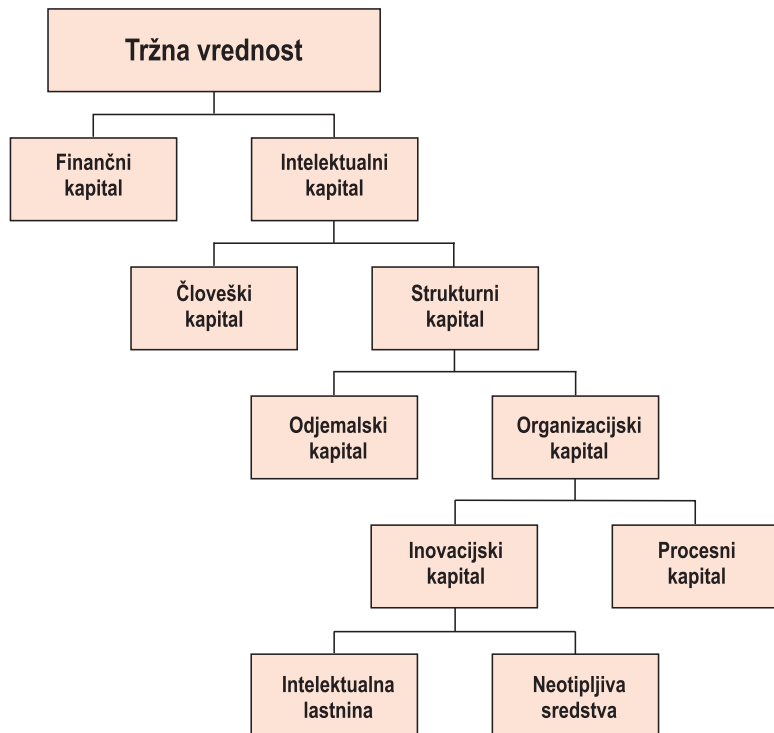 Tržna vrednost
Finančni
kapital
Intelektualni
kapital
Človeški
kapital
Strukturni
kapital
Odjemalski
kapital
Organizacijski
kapital
Inovacijski
kapital
Procesni
kapital
Intelektualna
lastnina
Neotipljiva
sredstva